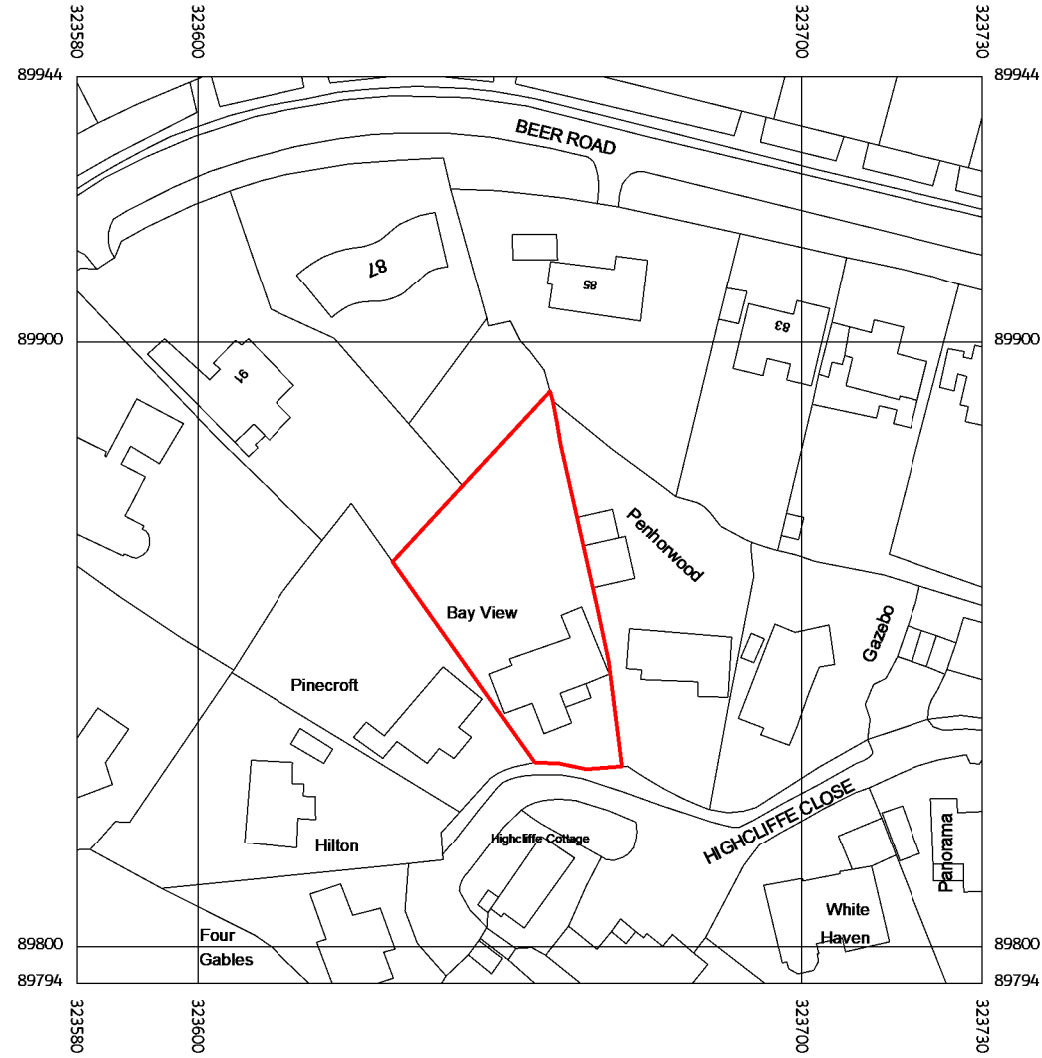 323580
323600
323700
323730
89944
89944
BEER ROAD
87
85
83
89900
89900
91
Penhorwood
Bay View
Gazebo
Pinecroft
HIGHCLIFFE CLOSE
Highcliffe Cottage
Hilton
Panorama
White
Haven
Four
Gables
89800
89800
89794
89794
323580
323600
323700
323730